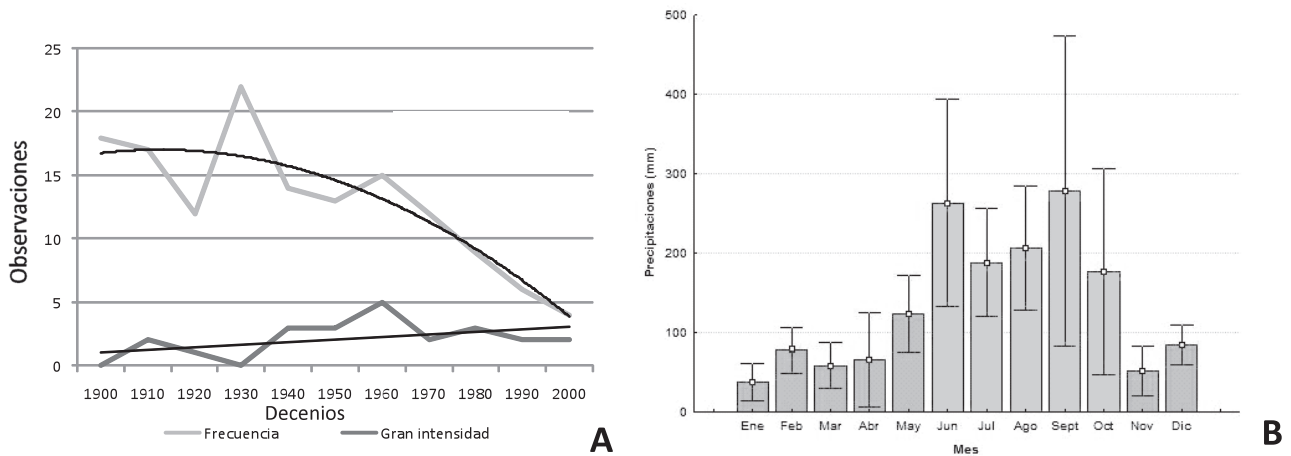 25
20
15
10
5
0
Observaciones
1900 1910 1920 1930 1940 1950 1960 1970 1980 1990 2000
Decenios
Frecuencia Gran intensidad
A
500
400
300
200
100
0
Precipitaciones (mm)
Ene Feb Mar Abr May Jun Jul Ago Sept Oct Nov Dic
Mes
B